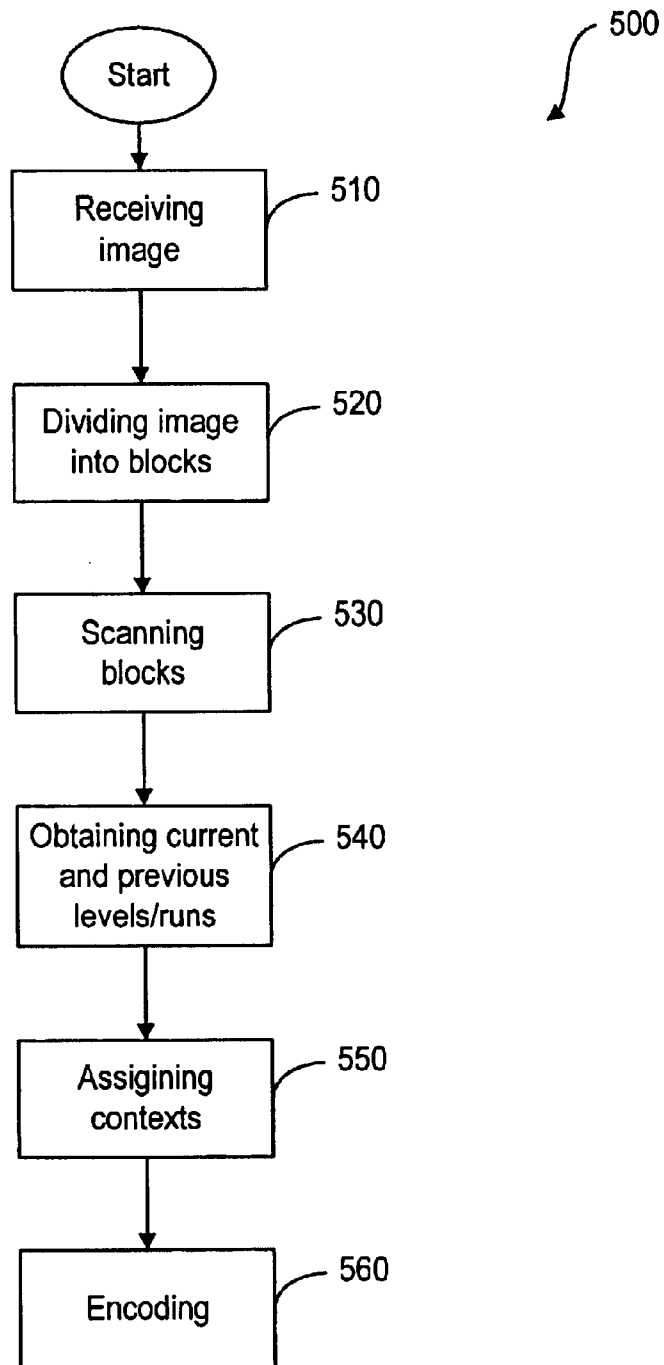 500
Start
510
Receiving
image
520
Dividing image
into blocks
530
Scanning
blocks
540
Obtaining current
and previous
levels/runs
550
Assigining
contexts
560
Encoding